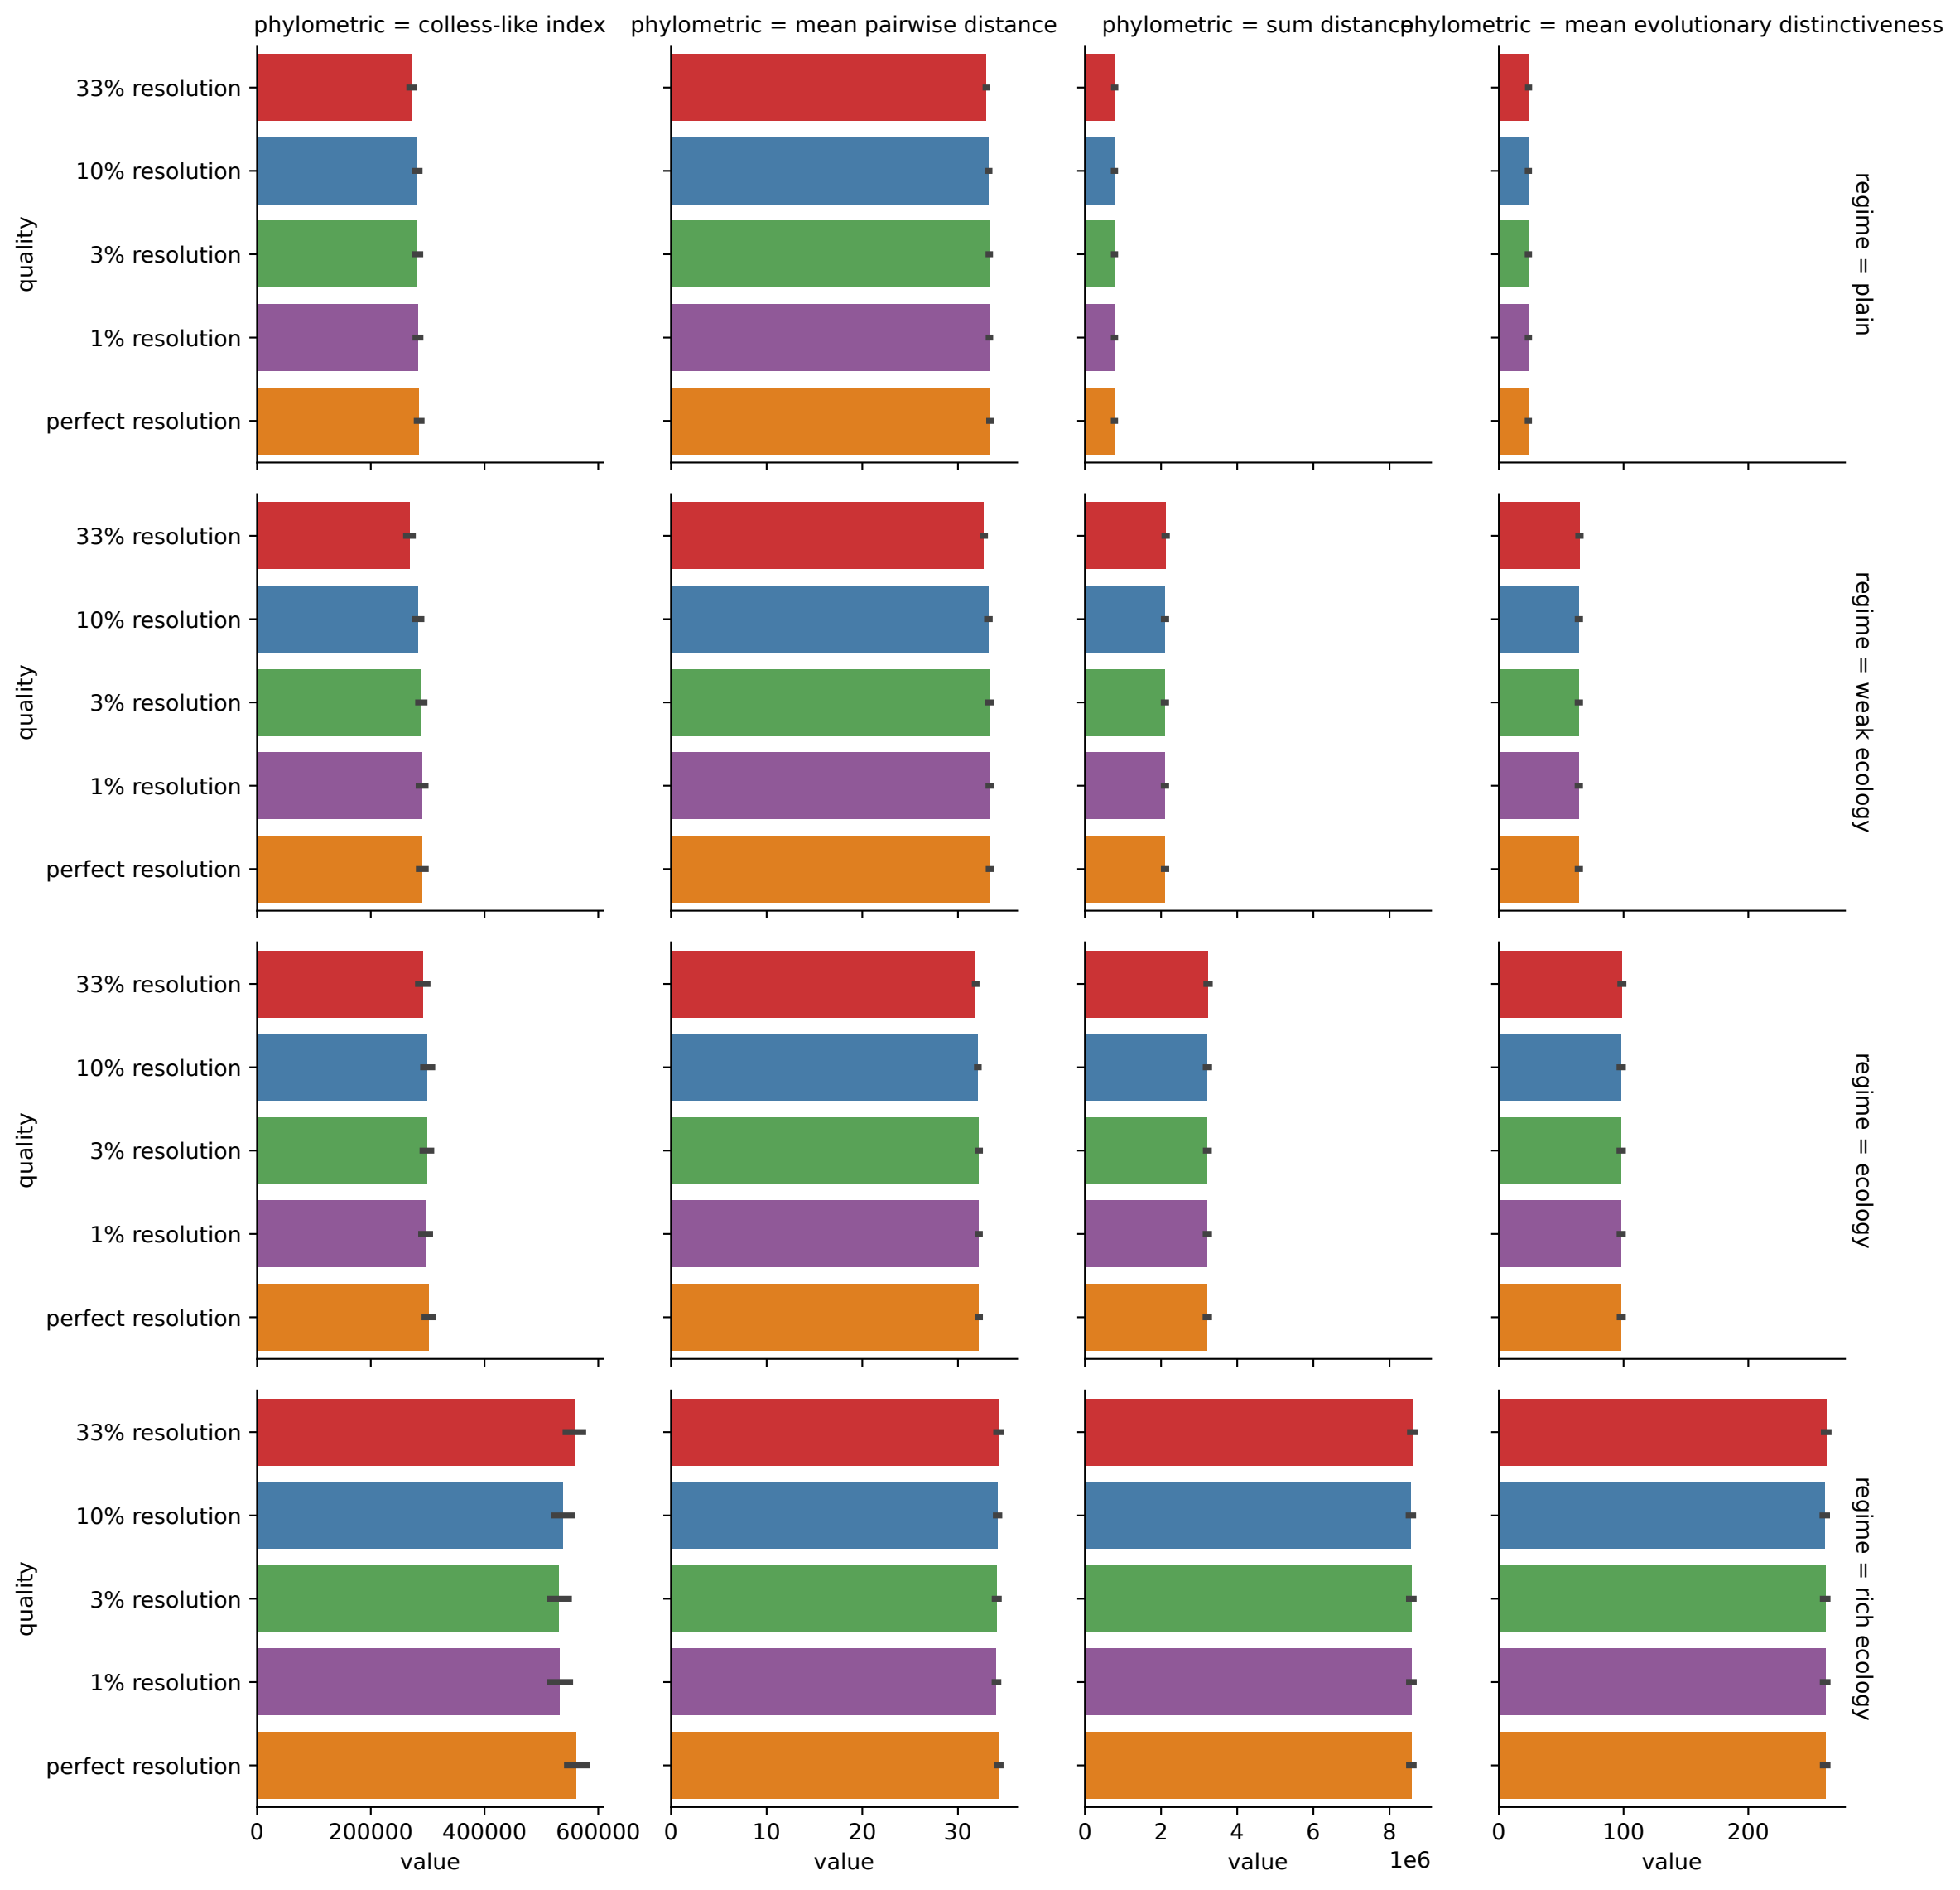 phylometric = colless-like index
phylometric = mean pairwise distance
phylometric = sum distance
phylometric = mean evolutionary distinctiveness
quality
33% resolution
10% resolution
3% resolution
1% resolution
perfect resolution
regime = plain
quality
33% resolution
10% resolution
3% resolution
1% resolution
perfect resolution
regime = weak ecology
quality
33% resolution
10% resolution
3% resolution
1% resolution
perfect resolution
regime = ecology
quality
33% resolution
10% resolution
3% resolution
1% resolution
perfect resolution
regime = rich ecology
0 200000 400000 600000
value
0 10 20 30
value
0 2 4 6 8
1e6
value
0 100 200
value